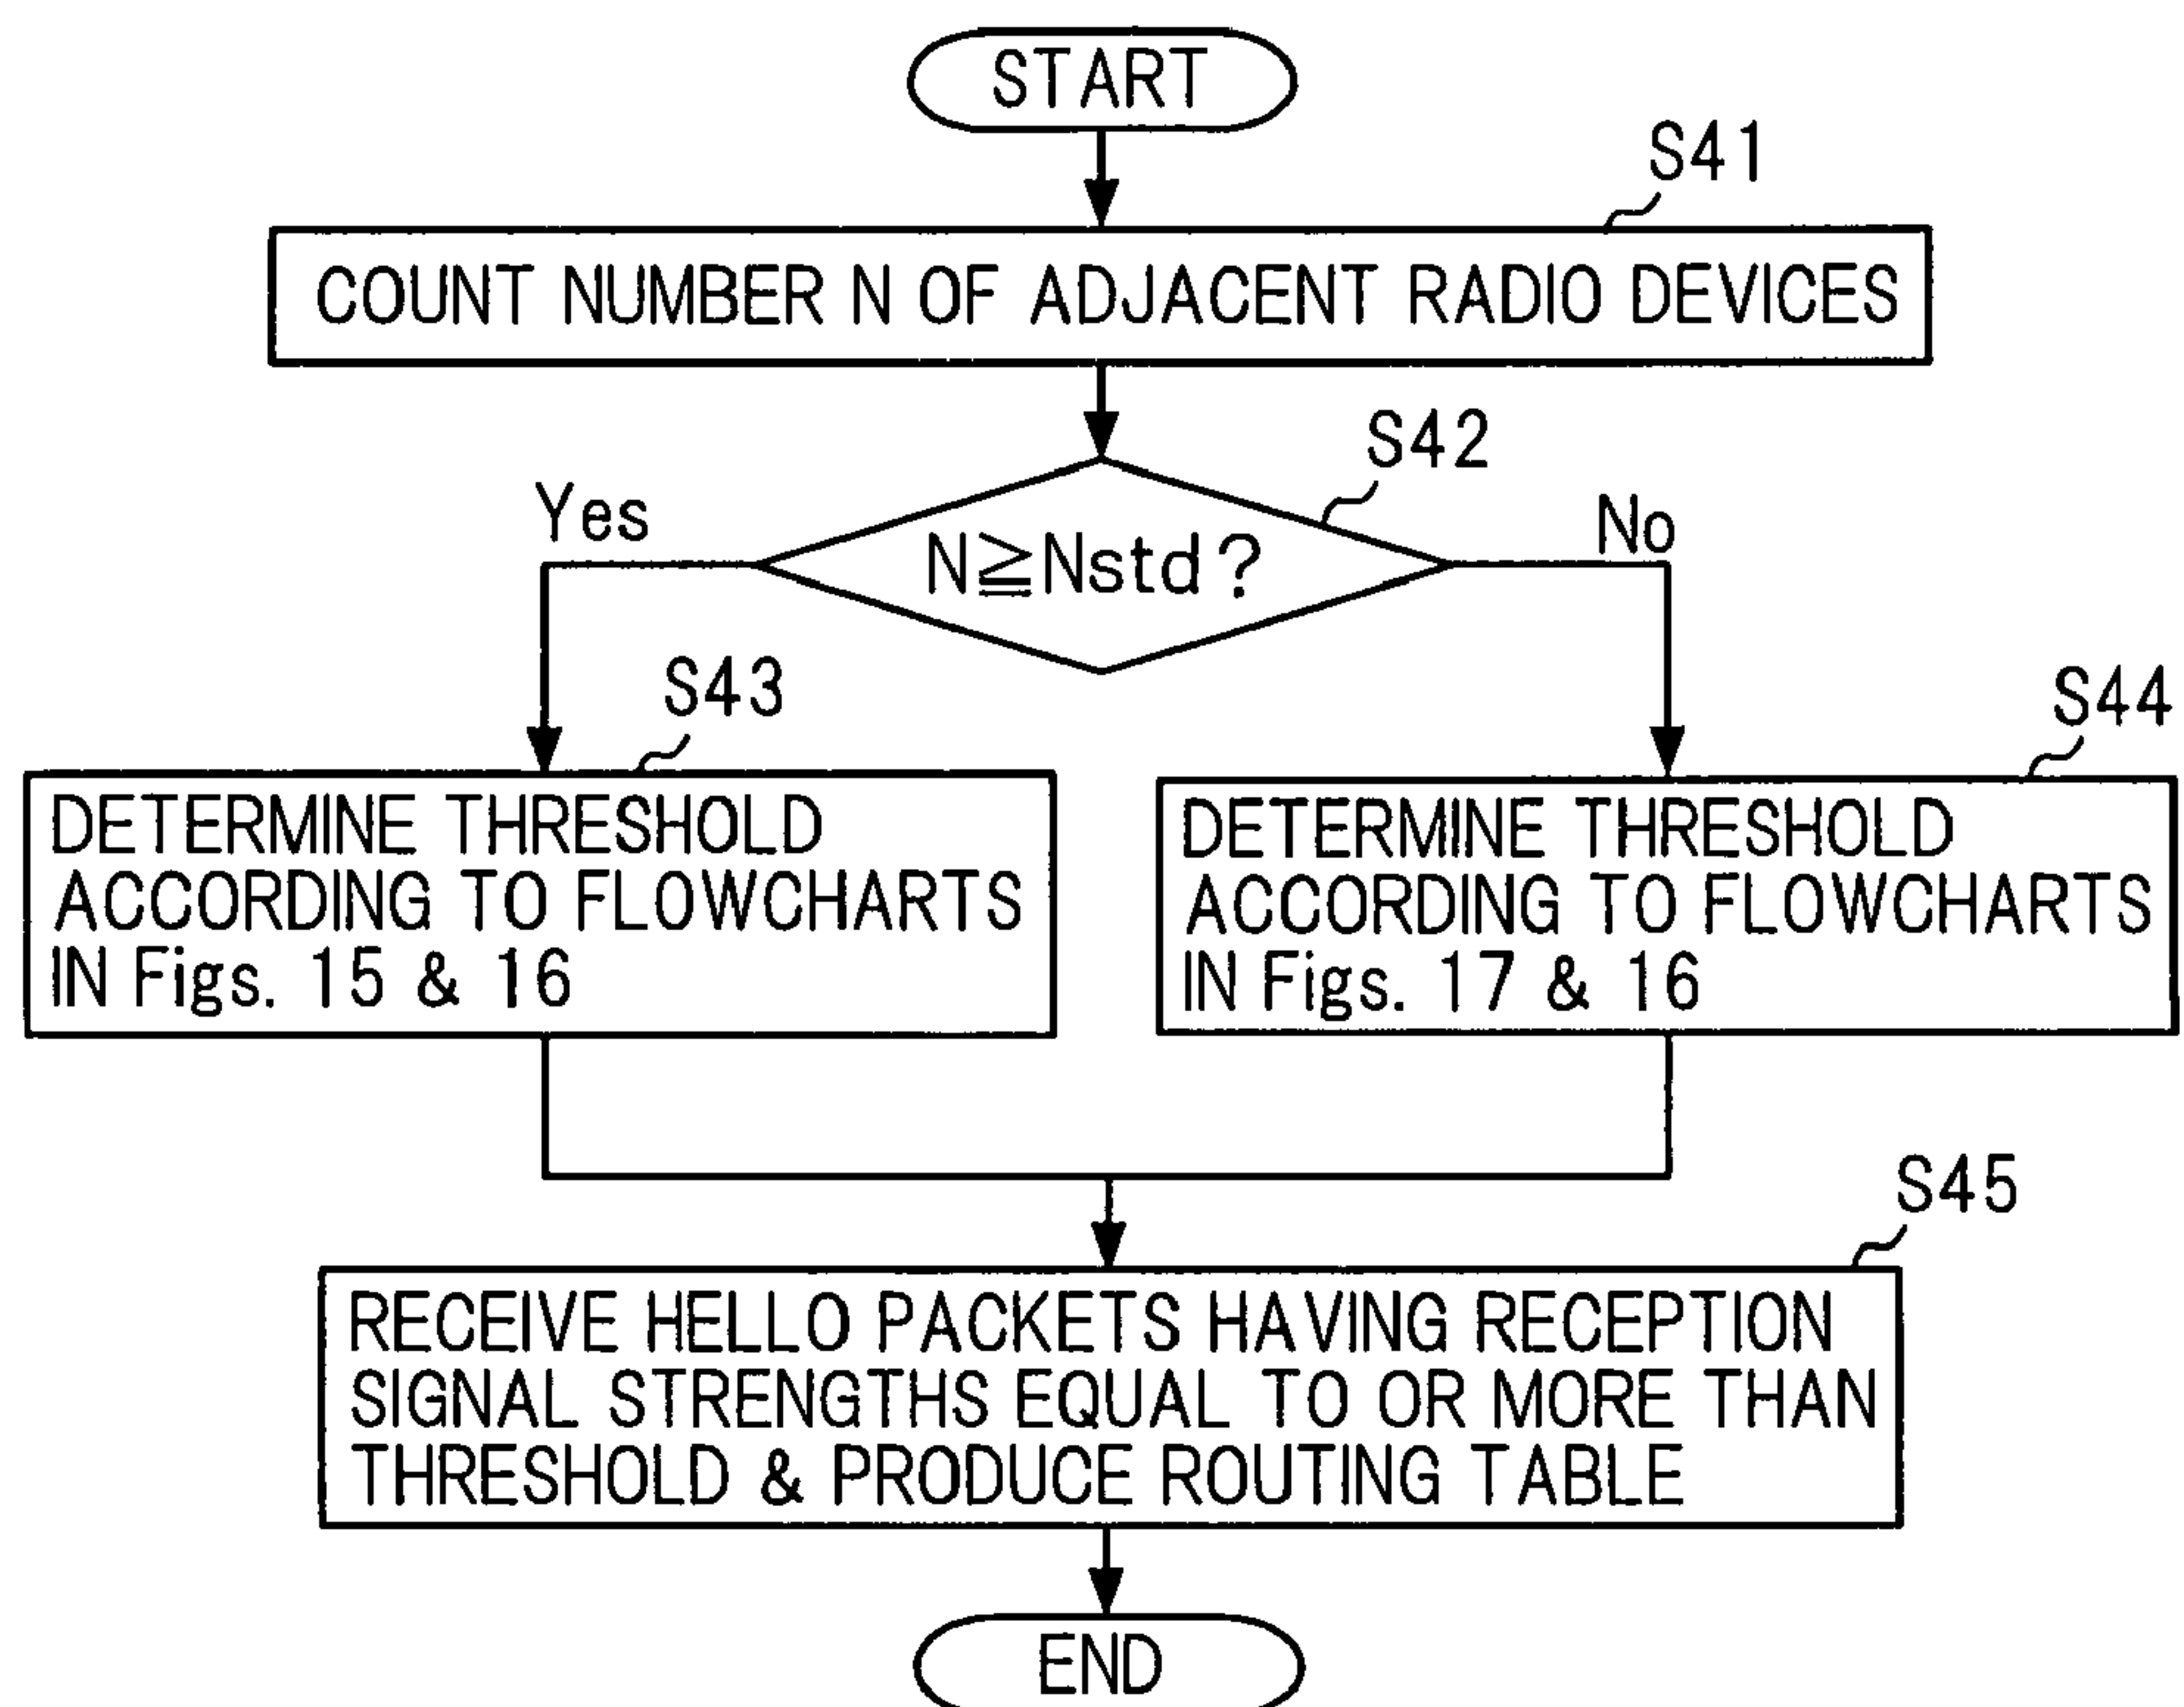 START
S41
COUNT NUMBER N OF ADJACENT RADIO DEVICES
S42
Yes
No
N≧Nstd?
S43
S44
DETERMINE THRESHOLD
ACCORDING TO FLOWCHARTS
IN Figs. 15 & 16
DETERMINE THRESHOLD
ACCORDING TO FLOWCHARTS
IN Figs. 17 & 16
S45
RECEIVE HELLO PACKETS HAVING RECEPTION
SIGNAL STRENGTHS EQUAL TO OR MORE THAN
THRESHOLD & PRODUCE ROUTING TABLE
END